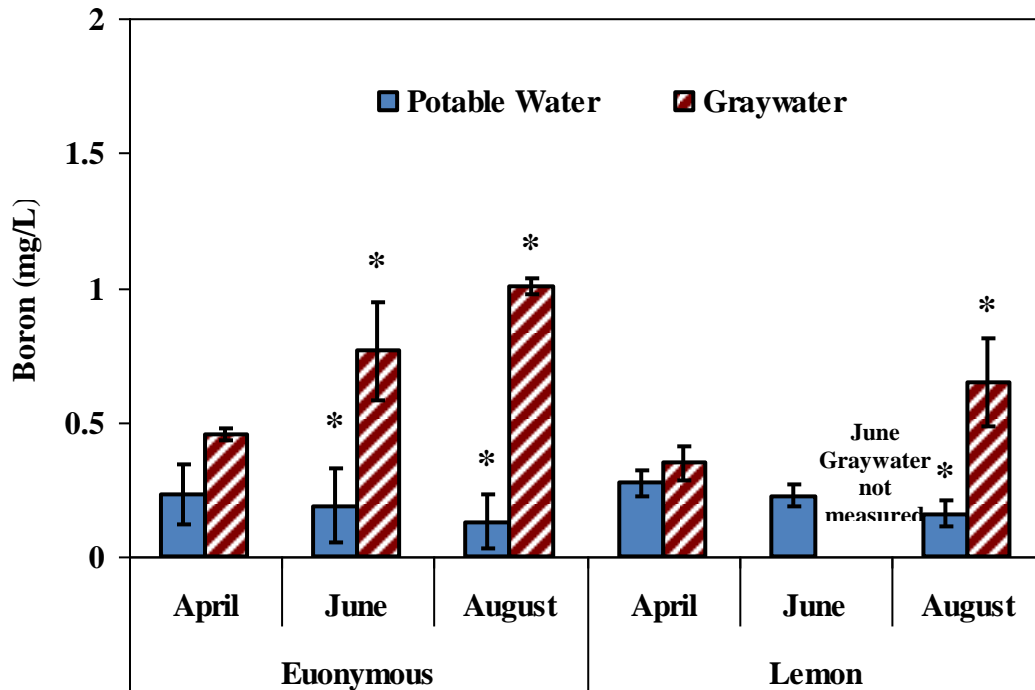 2
Potable Water Graywater
1.5
Boron (mg/L)
*
*
1
*
*
0.5
*
*
June
Graywater
not
measured
0
April June August April June August
Euonymous Lemon